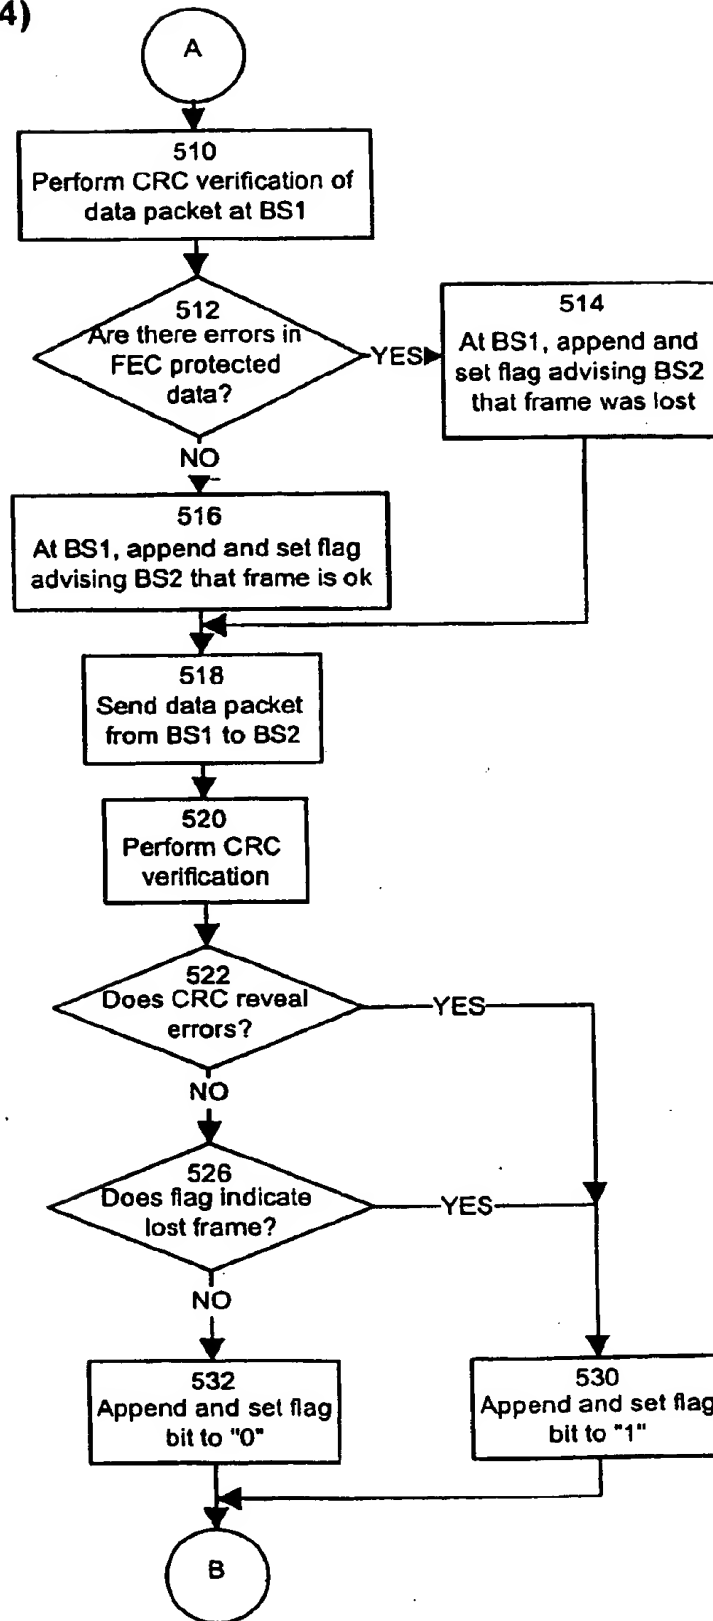 4)
A
510
Perform CRC verification of
data packet at BS1
512
Are there errors in
FEC protected
data?
YES
514
At BS1, append and
set flag advising BS2
that frame was lost
NO
516
At BS1, append and set flag
advising BS2 that frame is ok
518
Send data packet
from BS1 to BS2
520
Perform CRC
verification
522
Does CRC reveal
errors?
YES
NO
526
Does flag indicate
lost frame?
YES
NO
532
Append and set flag
bit to "0"
530
Append and set flag
bit to "1"
B